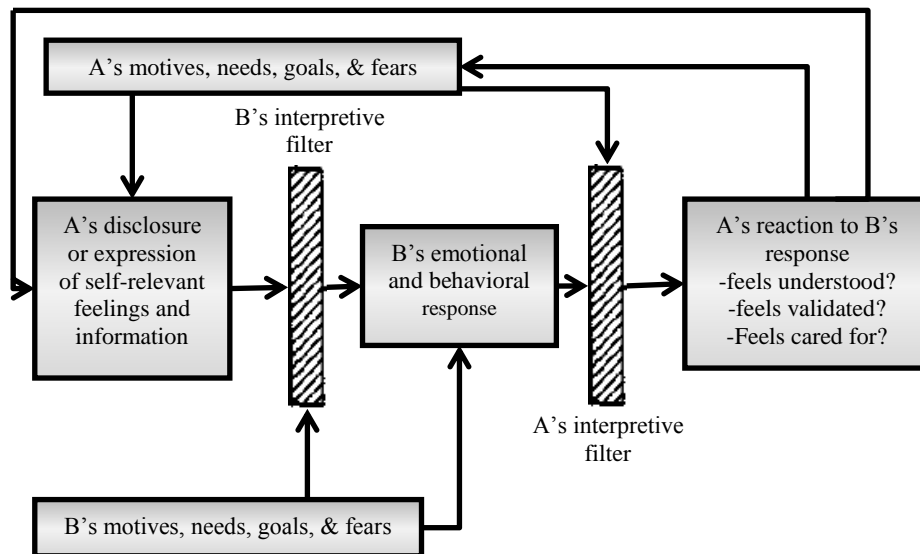 A's motives, needs, goals, & fears
B's interpretive
filter
A's disclosure
or expression
of self-relevant
feelings and
information
B's emotional
and behavioral
response
A's reaction to B's
response
-feels understood?
-feels validated?
-Feels cared for?
A's interpretive
filter
B's motives, needs, goals, & fears